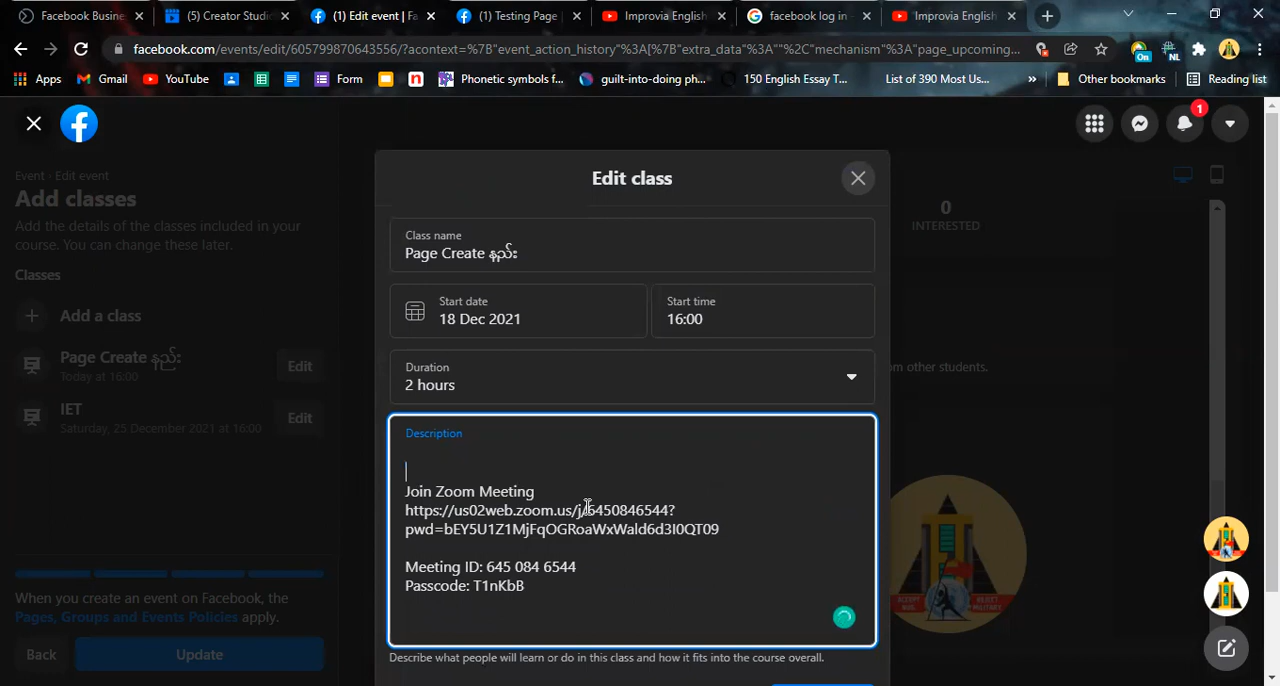 Facebook Busine
(5) Creator Studi
(1) Edit event | Fa
(1) Testing Page |
Improvia English
facebook log in -
Improvia English
facebook.com/events/edit/605799870643556/?acontext=%7B"event_action_history"%3A[%7B"extra_data"%3A""%2C"mechanism"%3A"page_upcoming...
On
NL
Apps
Gmail
YouTube
Form
Phonetic symbols f...
guilt-into-doing ph...
150 English Essay T...
List of 390 Most Us...
»
Other bookmarks
Reading list
1
Event · Edit event
Add classes
Add the details of the classes included in your
course. You can change these later.
Classes
Add a class
Page Create နည်း
Today at 16:00
Edit
IET
Saturday, 25 December 2021 at 16:00
Edit
When you create an event on Facebook, the
Pages, Groups and Events Policies apply.
Back
Update
Edit class
Class name
Page Create နည်း
Start date
18 Dec 2021
Start time
16:00
Duration
2 hours
Description
Join Zoom Meeting
https://us02web.zoom.us/j/6450846544?
pwd=bEY5U1Z1MjFqOGRoaWxWald6d3I0QT09
Meeting ID: 645 084 6544
Passcode: T1nKbB
Describe what people will learn or do in this class and how it fits into the course overall.
0
INTERESTED
om other students.